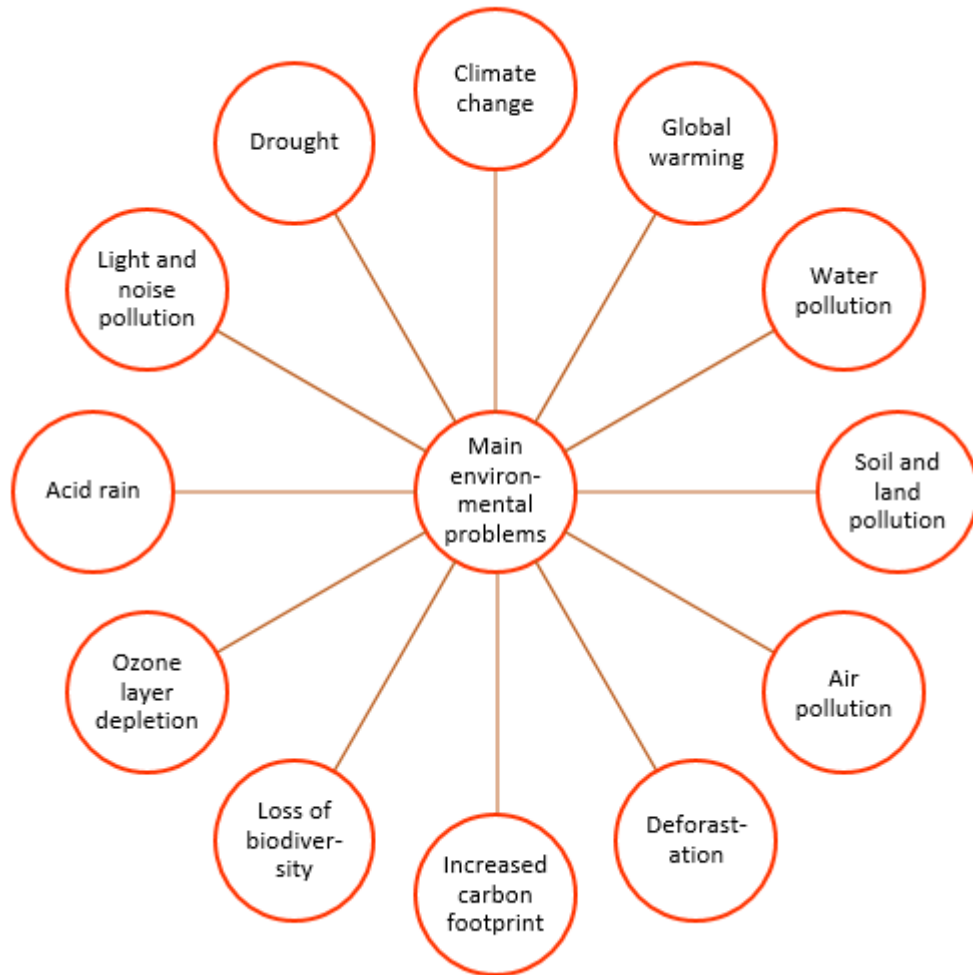 Climate
change
Global
warming
Water
pollution
Soil and
land
pollution
Air
pollution
Deforast-
ation
Increased
carbon
footprint
Loss of
biodiver-
sity
Ozone
layer
depletion
Acid rain
Light and
noise
pollution
Drought
Main
environ-
mental
problems